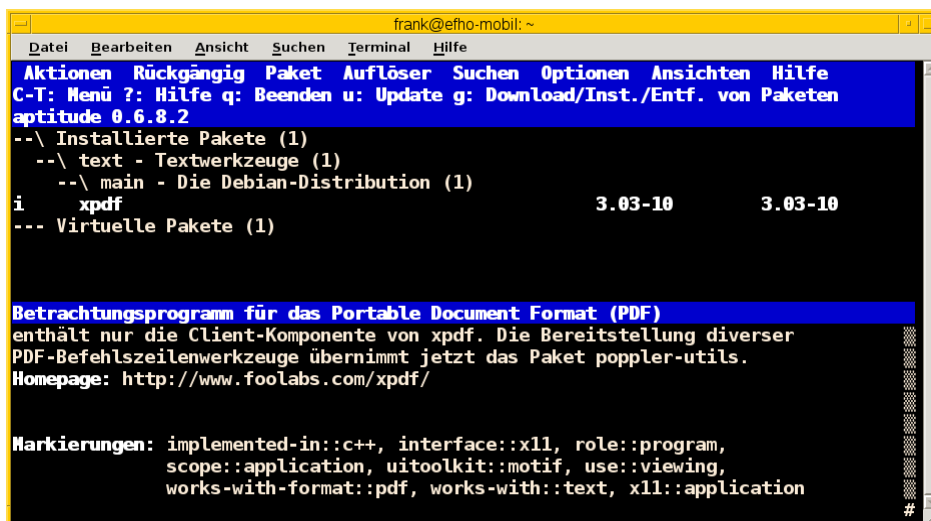 frank@efho-mobil: ~
Datei Bearbeiten Ansicht Suchen Terminal Hilfe
Aktionen Rückgängig Paket Auflöser Suchen Optionen Ansichten Hilfe
C-T: Menü ?: Hilfe q: Beenden u: Update g: Download/Inst./Entf. von Paketen
aptitude 0.6.8.2
--\ Installierte Pakete (1)
--\ text - Textwerkzeuge (1)
--\ main - Die Debian-Distribution (1)
i xpdf 3.03-10 3.03-10
--- Virtuelle Pakete (1)
Betrachtungsprogramm für das Portable Document Format (PDF)
enthält nur die Client-Komponente von xpdf. Die Bereitstellung diverser
PDF-Befehlszeilenwerkzeuge übernimmt jetzt das Paket poppler-utils.
Homepage: http://www.foolabs.com/xpdf/
Markierungen: implemented-in::c++, interface::x11, role::program,
scope::application, uitoolkit::motif, use::viewing,
works-with-format::pdf, works-with::text, x11::application
#